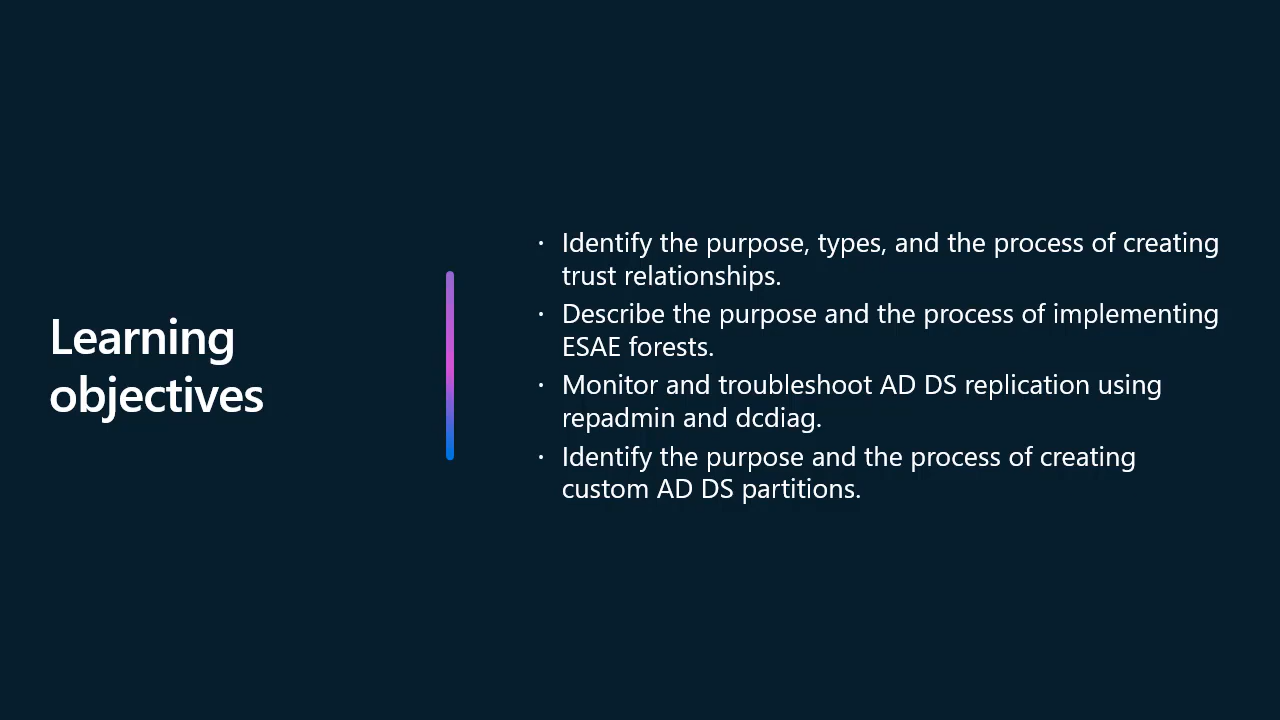 Learning
objectives
· Identify the purpose, types, and the process of creating
trust relationships.
· Describe the purpose and the process of implementing
ESAE forests.
· Monitor and troubleshoot AD DS replication using
repadmin and dcdiag.
· Identify the purpose and the process of creating
custom AD DS partitions.